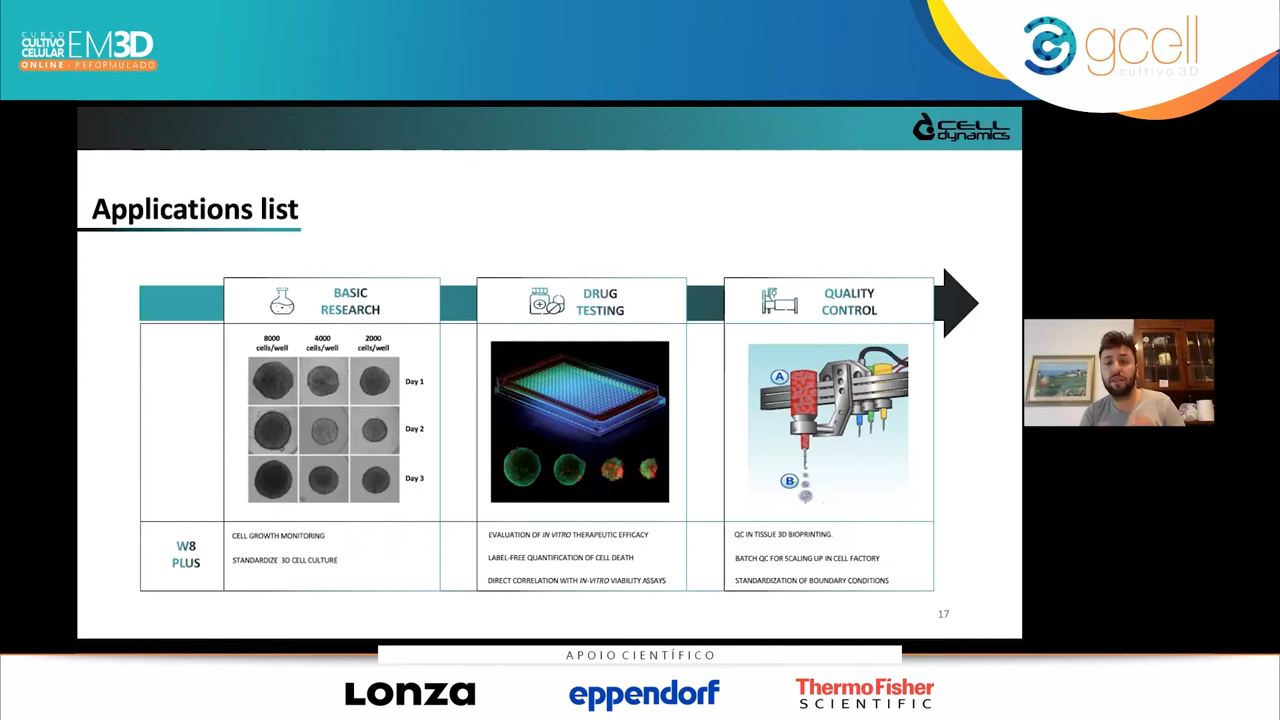 CURSO
CULTIVO
CELULAR
EM3D
ONLINE - REFORMULADO
gcell
cultivo 3D
CELL
dynamics
Applications list
BASIC
RESEARCH
DRUG
TESTING
QUALITY
CONTROL
8000
cells/well
4000
cells/well
2000
cells/well
Day 1
Day 2
Day 3
A
B
W8
PLUS
CELL GROWTH MONITORING
STANDARDIZE 3D CELL CULTURE
EVALUATION OF IN VITRO THERAPEUTIC EFFICACY
LABEL-FREE QUANTIFICATION OF CELL DEATH
DIRECT CORRELATION WITH IN-VITRO VIABILITY ASSAYS
QC IN TISSUE 3D BIOPRINTING.
BATCH QC FOR SCALING UP IN CELL FACTORY
STANDARDIZATION OF BOUNDARY CONDITIONS
17
APOIO CIENTÍFICO
Lonza
eppendorf
ThermoFisher
SCIENTIFIC